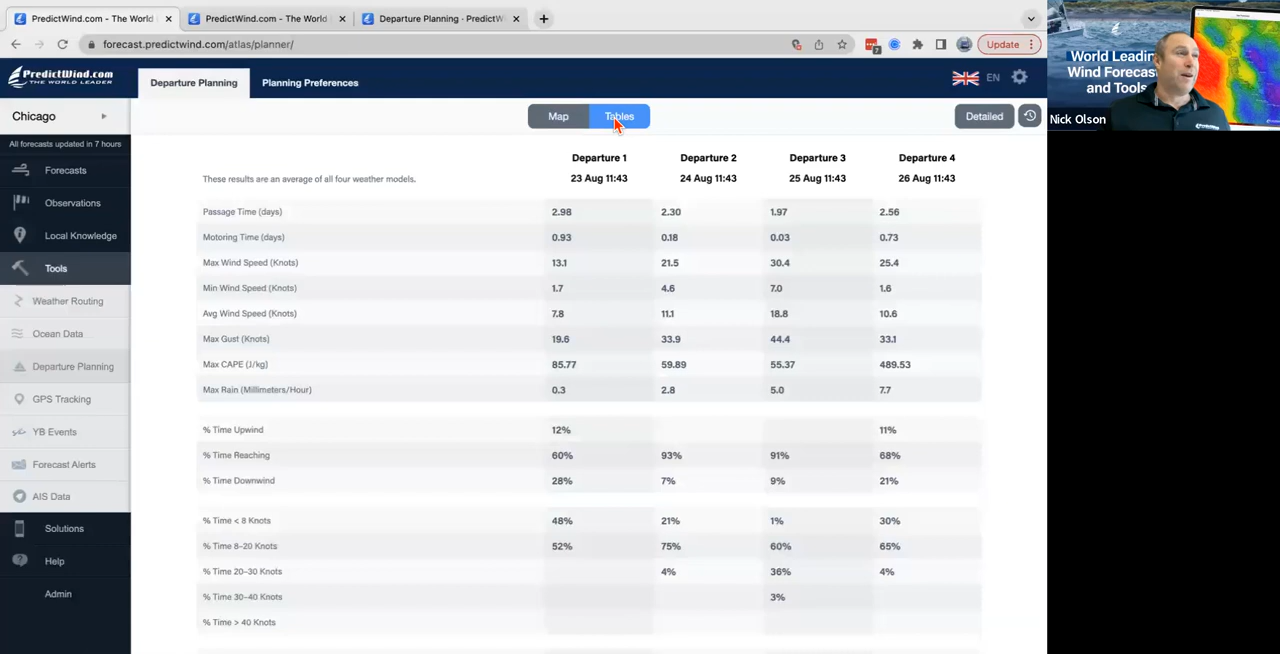 PredictWind.com - The World
PredictWind.com - The World
Departure Planning · PredictW
forecast.predictwind.com/atlas/planner/
Update
PredictWind.com
THE WORLD LEADER
Departure Planning
Planning Preferences
EN
Chicago
All forecasts updated in 7 hours
Forecasts
Observations
Local Knowledge
Tools
Weather Routing
Ocean Data
Departure Planning
GPS Tracking
YB Events
Forecast Alerts
AIS Data
Solutions
Help
Admin
Map
Tables
Detailed
Departure 1 Departure 2 Departure 3 Departure 4
These results are an average of all four weather models. 23 Aug 11:43 24 Aug 11:43 25 Aug 11:43 26 Aug 11:43
Passage Time (days) 2.98 2.30 1.97 2.56
Motoring Time (days) 0.93 0.18 0.03 0.73
Max Wind Speed (Knots) 13.1 21.5 30.4 25.4
Min Wind Speed (Knots) 1.7 4.6 7.0 1.6
Avg Wind Speed (Knots) 7.8 11.1 18.8 10.6
Max Gust (Knots) 19.6 33.9 44.4 33.1
Max CAPE (J/kg) 85.77 59.89 55.37 489.53
Max Rain (Millimeters/Hour) 0.3 2.8 5.0 7.7
% Time Upwind 12% 11%
% Time Reaching 60% 93% 91% 68%
% Time Downwind 28% 7% 9% 21%
% Time < 8 Knots 48% 21% 1% 30%
% Time 8-20 Knots 52% 75% 60% 65%
% Time 20-30 Knots 4% 36% 4%
% Time 30-40 Knots 3%
% Time > 40 Knots
World Leadin
Wind Forecas
and Tools
Nick Olson